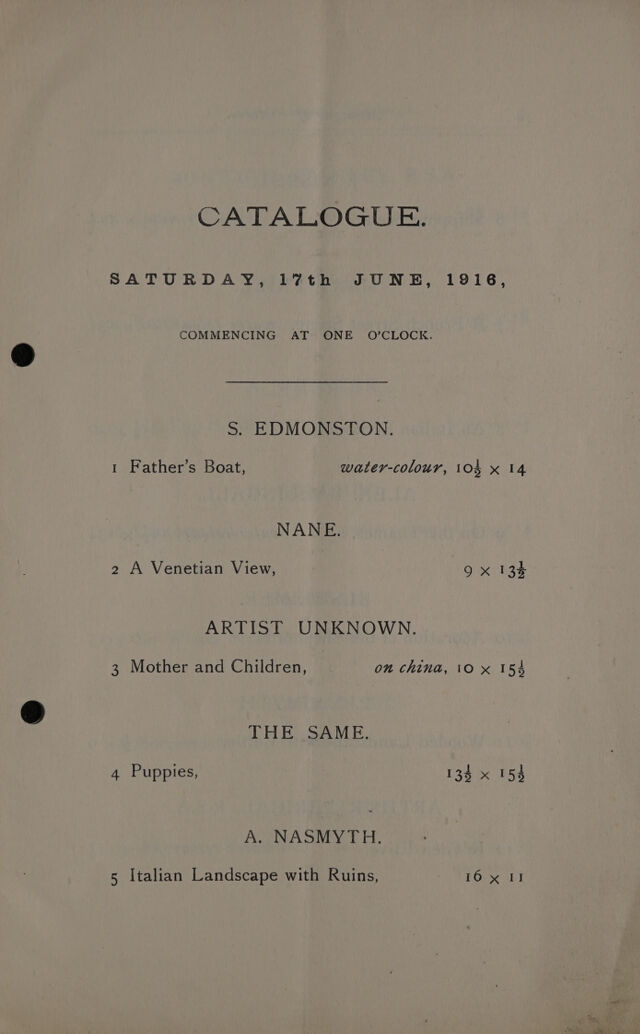 CATALOGUE.
SATURDAY, 17th JUNE, 1916,
COMMENCING AT ONE O'CLOCK.
S. EDMONSTON.
1 Father's Boat, water-colour, 10½ × 14
NANE.
2 A Venetian View, 9 × 13½
ARTIST UNKNOWN.
3 Mother and Children, on china, 10 × 15½
THE SAME.
4 Puppies, 13½ × 15½
A. NASMYTH.
5 Italian Landscape with Ruins, 16 × 11